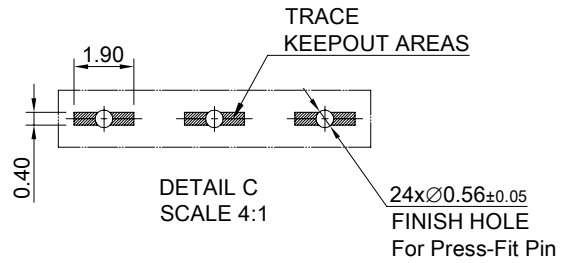 TRACE
KEEPOUT AREAS
1.90
0.40
DETAIL C
SCALE 4:1
24x∅0.56±0.05
FINISH HOLE
For Press-Fit Pin